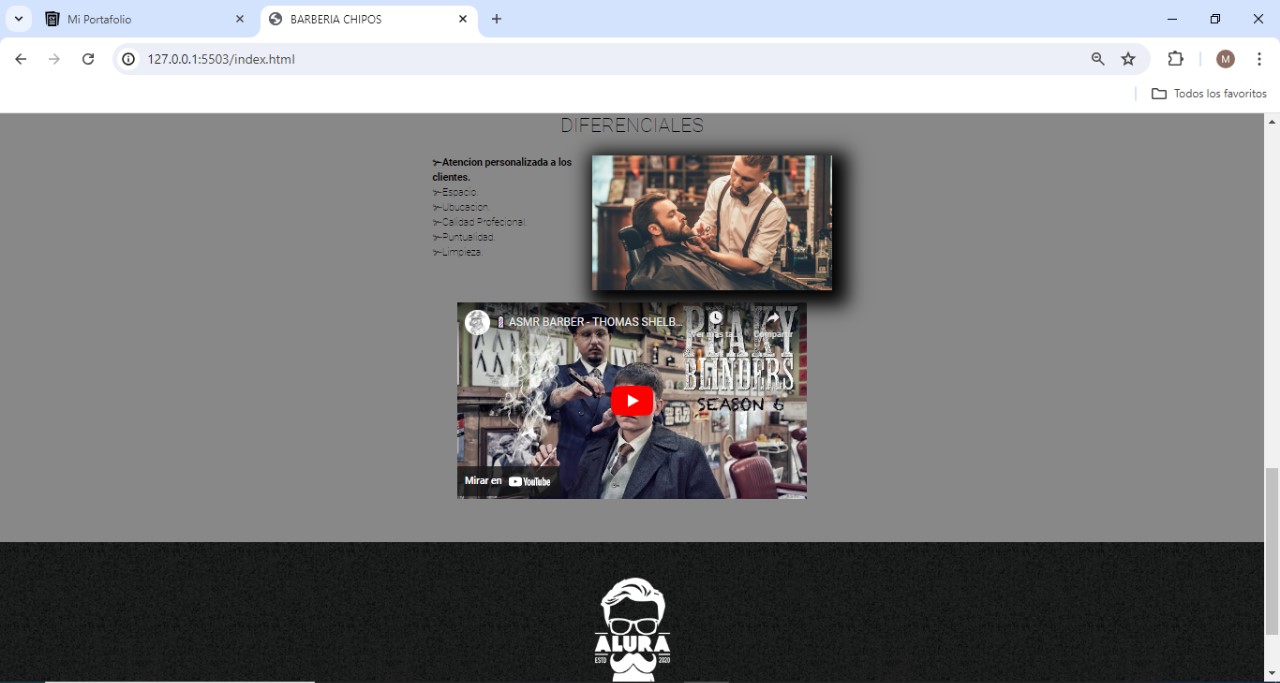 Mi Portafolio
BARBERIA CHIPOS
127.0.0.1:5503/index.html
M
Todos los favoritos
DIFERENCIALES
✂Atencion personalizada a los
clientes.
✂Espacio.
✂Ubucacion.
✂Calidad Profecional.
✂Puntualidad.
✂Limpieza.
💈 ASMR BARBER - THOMAS SHELB...
Ver más ta...
Compartir
PEAKY
BLINDERS
SEASON 6
Mirar en YouTube
ALURA
ESTD 2020